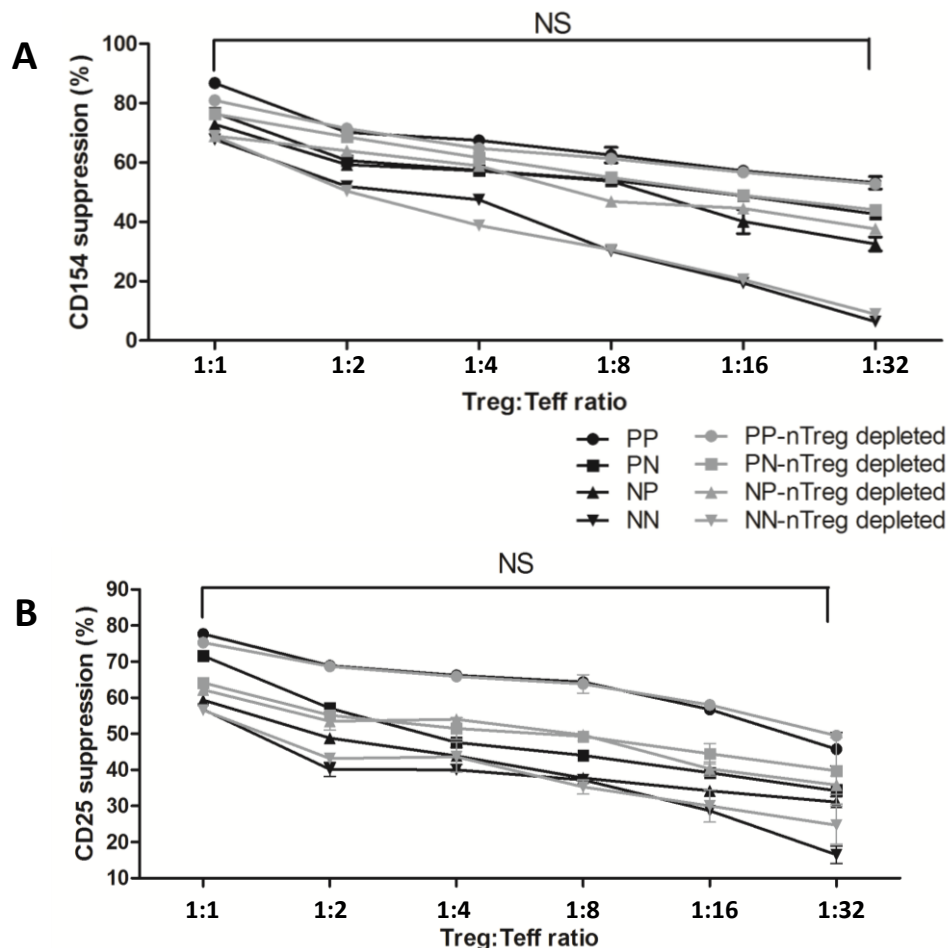 A
NS
CD154 suppression (%)
100
80
60
40
20
0
1:1 1:2 1:4 1:8 1:16 1:32
Treg:Teff ratio
PP PP-nTreg depleted
PN PN-nTreg depleted
NP NP-nTreg depleted
NN NN-nTreg depleted
B
NS
CD25 suppression (%)
90
80
70
60
50
40
30
20
10
1:1 1:2 1:4 1:8 1:16 1:32
Treg:Teff ratio